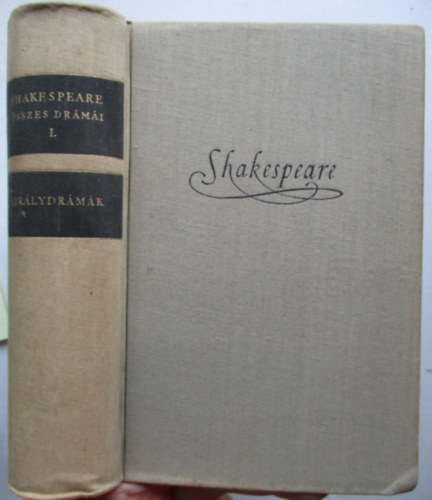 SHAKESPEARE
ÖSSZES DRÁMÁI
I.
KIRÁLYDRÁMÁK
Shakespeare